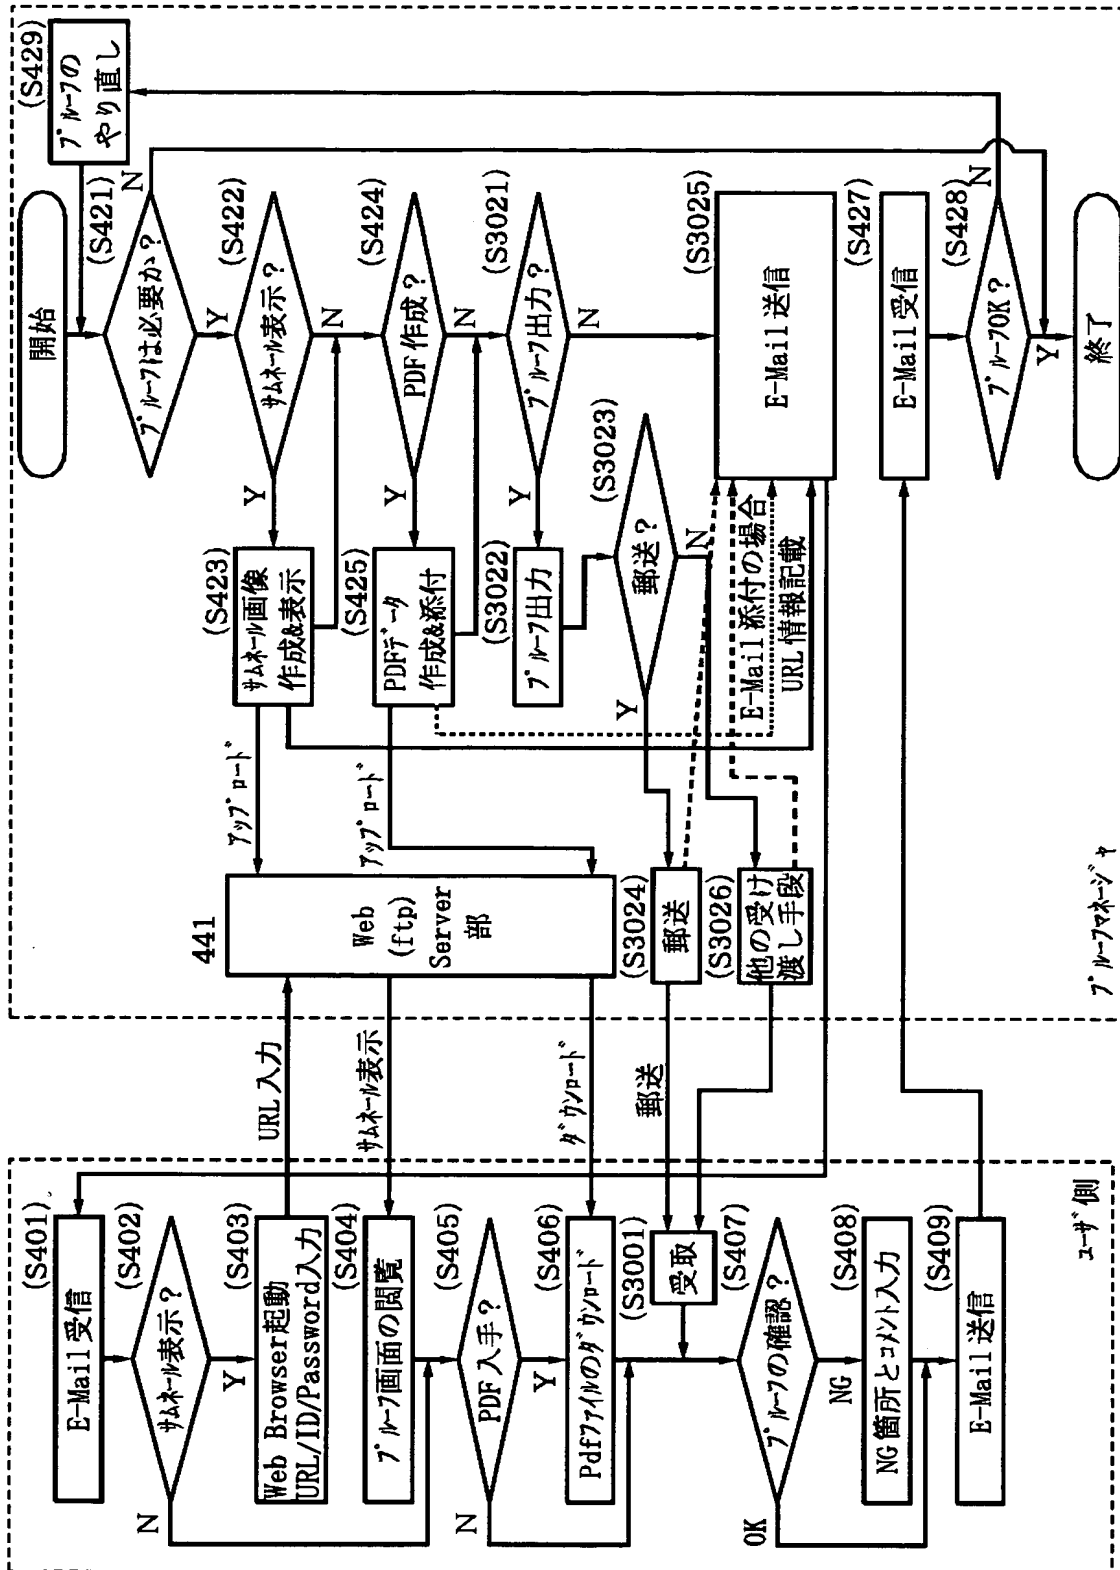 開始
(S429)
プルーフの
やり直し
(S421)
プルーフは必要か?
N
Y
(S422)
サムネール表示?
Y
N
(S423)
サムネール画像
作成&表示
(S424)
PDF作成?
Y
N
(S425)
PDFデータ
作成&添付
(S3021)
プルーフ出力?
Y
N
(S3022)
プルーフ出力
(S3023)
郵送?
Y
N
(S3025)
E-Mail送信
E-Mail添付の場合
URL情報記載
(S427)
E-Mail受信
(S428)
プルーフOK?
N
Y
終了
アップロード
アップロード
441
Web
(ftp)
Server
部
(S3024)
郵送
(S3026)
他の受け
渡し手段
プルーフマネージャ
URL入力
サムネール表示
ダウンロード
郵送
(S401)
E-Mail受信
(S402)
サムネール表示?
N
Y
(S403)
Web Browser起動
URL/ID/Password入力
(S404)
プルーフ画面の閲覧
(S405)
PDF入手?
N
Y
(S406)
Pdfファイルのダウンロード
(S3001)
受取
(S407)
プルーフの確認?
OK
NG
(S408)
NG箇所とコメント入力
(S409)
E-Mail送信
ユーザ側